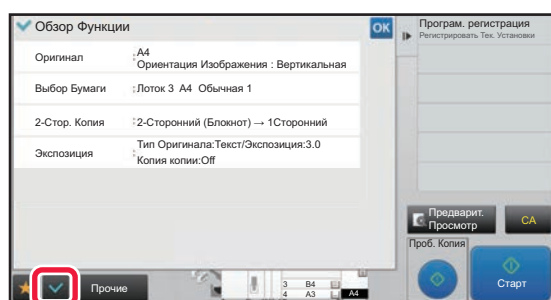 Обзор Функции
OK
Оригинал
:A4
Ориентация Изображения : Вертикальная
Выбор Бумаги
:Лоток 3 A4 Обычная 1
2-Стор. Копия
:2-Сторонний (Блокнот) → 1Сторонний
Экспозиция
:Тип Оригинала:Текст/Экспозиция:3.0
Копия копии:Off
Програм. регистрация
Регистрировать Тек. Установки
Предварит.
Просмотр
CA
Проб. Копия
Старт
Прочие
3 B4
4 A3
A4